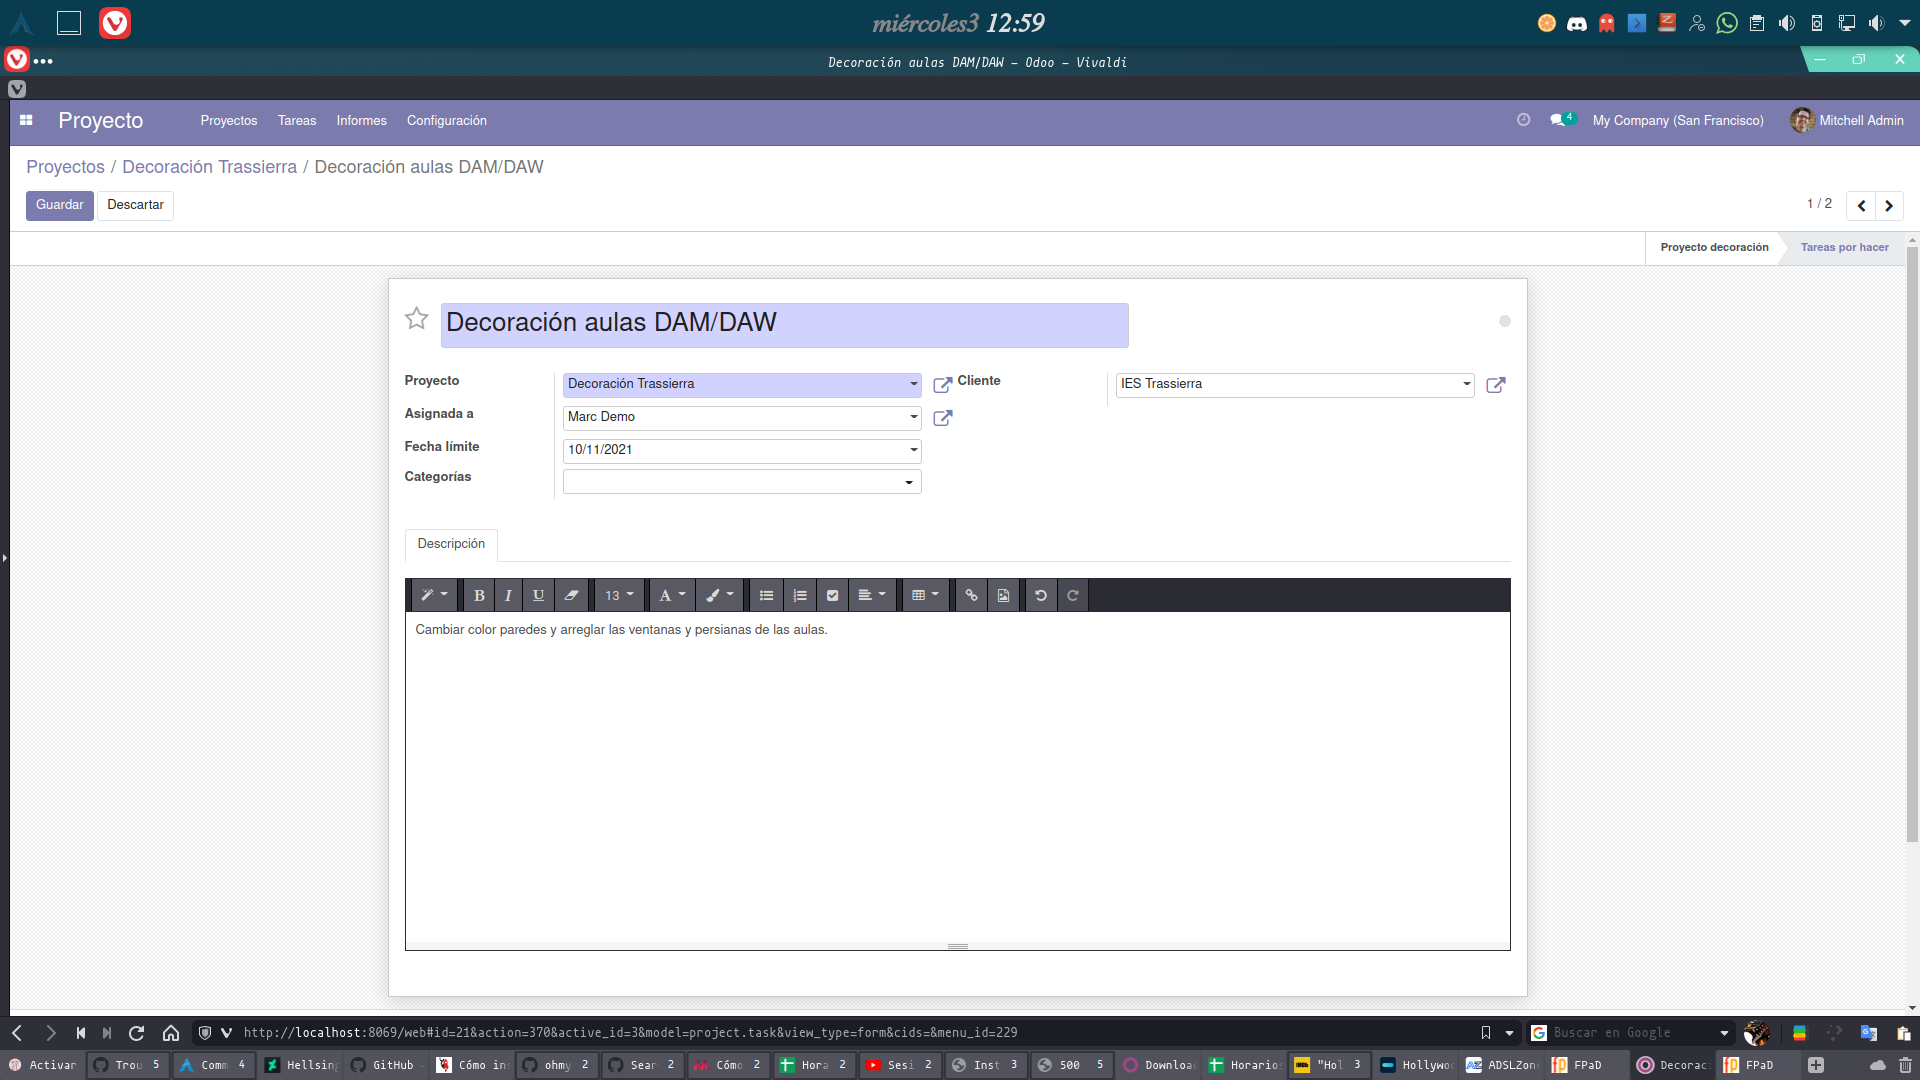 miércoles3 12:59
Decoración aulas DAM/DAW – Odoo – Vivaldi
Proyecto
Proyectos
Tareas
Informes
Configuración
4
My Company (San Francisco)
Mitchell Admin
Proyectos / Decoración Trassierra / Decoración aulas DAM/DAW
Guardar
Descartar
1 / 2
Proyecto decoración
Tareas por hacer
Decoración aulas DAM/DAW
Proyecto
Decoración Trassierra
Cliente
IES Trassierra
Asignada a
Marc Demo
Fecha límite
10/11/2021
Categorías
Descripción
B
I
U
13
A
Cambiar color paredes y arreglar las ventanas y persianas de las aulas.
http://localhost:8069/web#id=21&action=370&active_id=3&model=project.task&view_type=form&cids=&menu_id=229
Buscar en Google
Activar
Trou 5
Comm 4
Hellsin
GitHub
Cómo in
ohmy 2
Sear 2
Cómo 2
Hora 2
Sesi 2
Inst 3
500 5
Downloa
Horario
"Hol 3
Hollywo
ADSLZon
FPaD
Decorac
FPaD